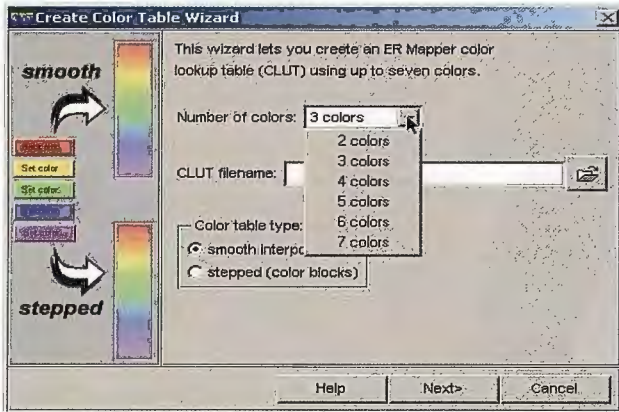 Create Color Table Wizard
smooth
Set color
Set color
stepped
This wizard lets you create an ER Mapper color
lookup table (CLUT) using up to seven colors.
Number of colors: 3 colors
2 colors
3 colors
4 colors
5 colors
6 colors
7 colors
CLUT filename:
Color table type:
smooth interpo
stepped (color blocks)
Help
Next>
Cancel